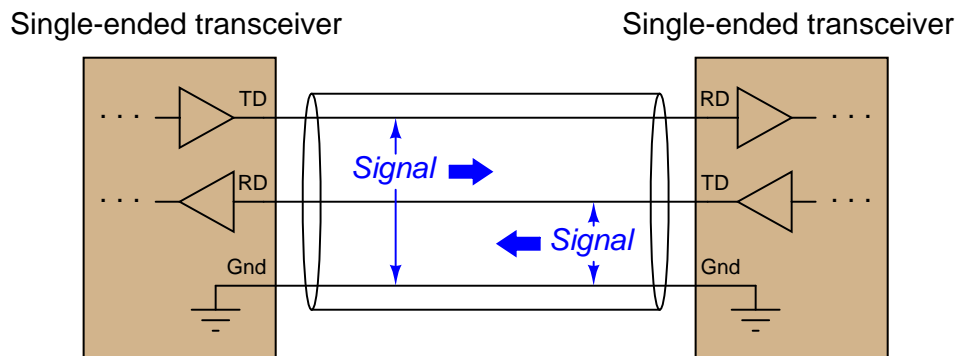 Single-ended transceiver
Single-ended transceiver
. . .
TD
RD
. . .
Signal
. . .
RD
TD
. . .
Signal
Gnd
Gnd